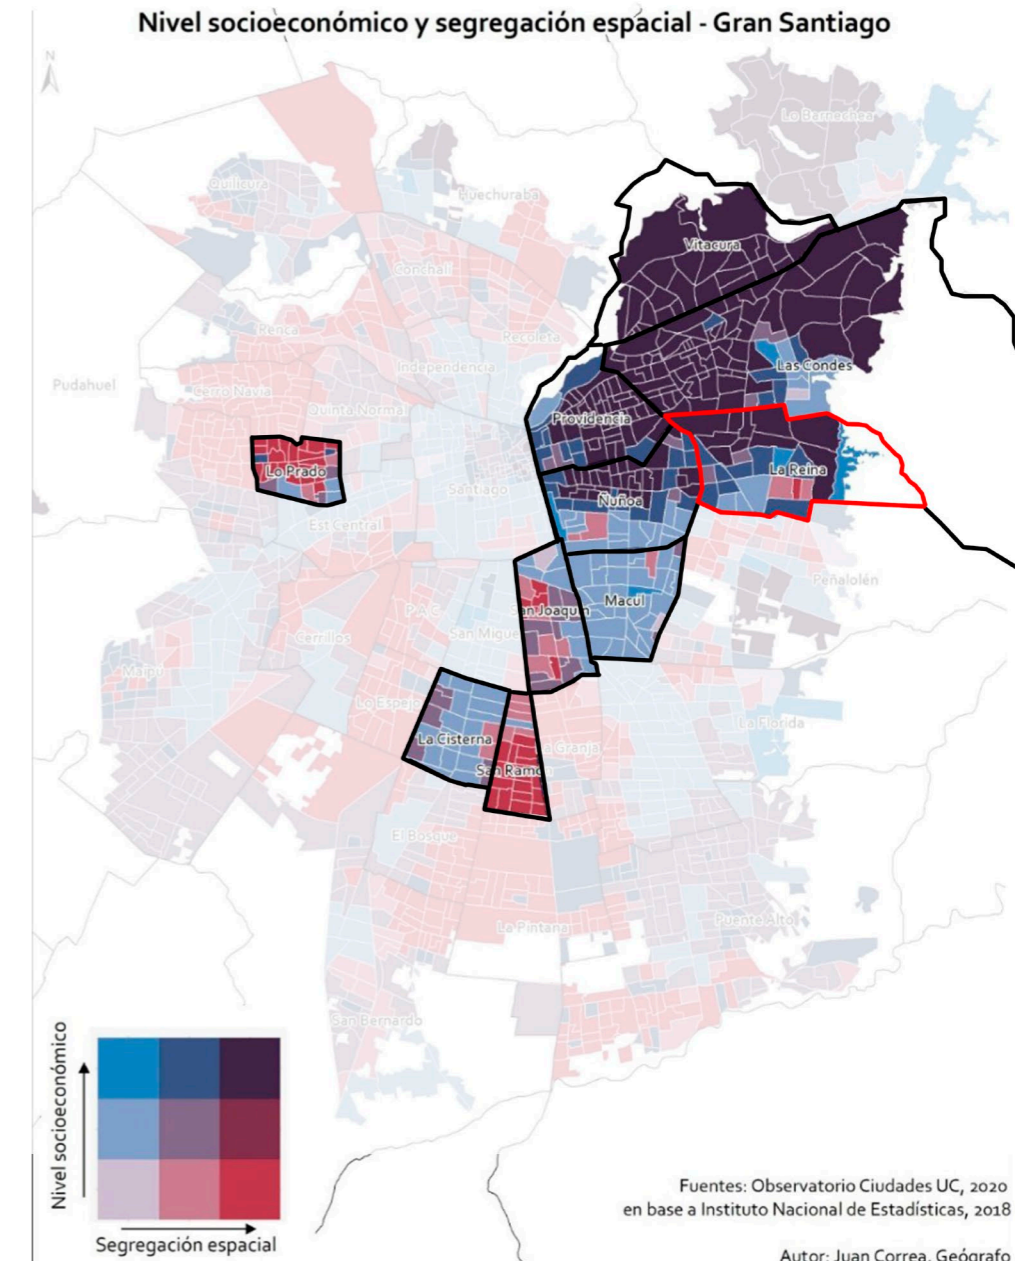 Nivel socioeconómico y segregación espacial - Gran Santiago
N
Lo Barnechea
Quilicura
Huechuraba
Vitacura
Conchalí
Renca
Recoleta
Independencia
Las Condes
Pudahuel
Cerro Navia
Quinta Normal
Providencia
Lo Prado
La Reina
Santiago
Ñuñoa
Est Central
Peñalolén
P.A.C.
San Joaquín
Macul
Cerrillos
San Migue
Maipú
Lo Espejo
La Florida
La Cisterna
a Granja
San Ramó
El Bosque
Puente Alto
La Pintana
San Bernardo
Nivel socioeconómico
Segregación espacial
Fuentes: Observatorio Ciudades UC, 2020
en base a Instituto Nacional de Estadísticas, 2018
Autor: Juan Correa, Geógrafo